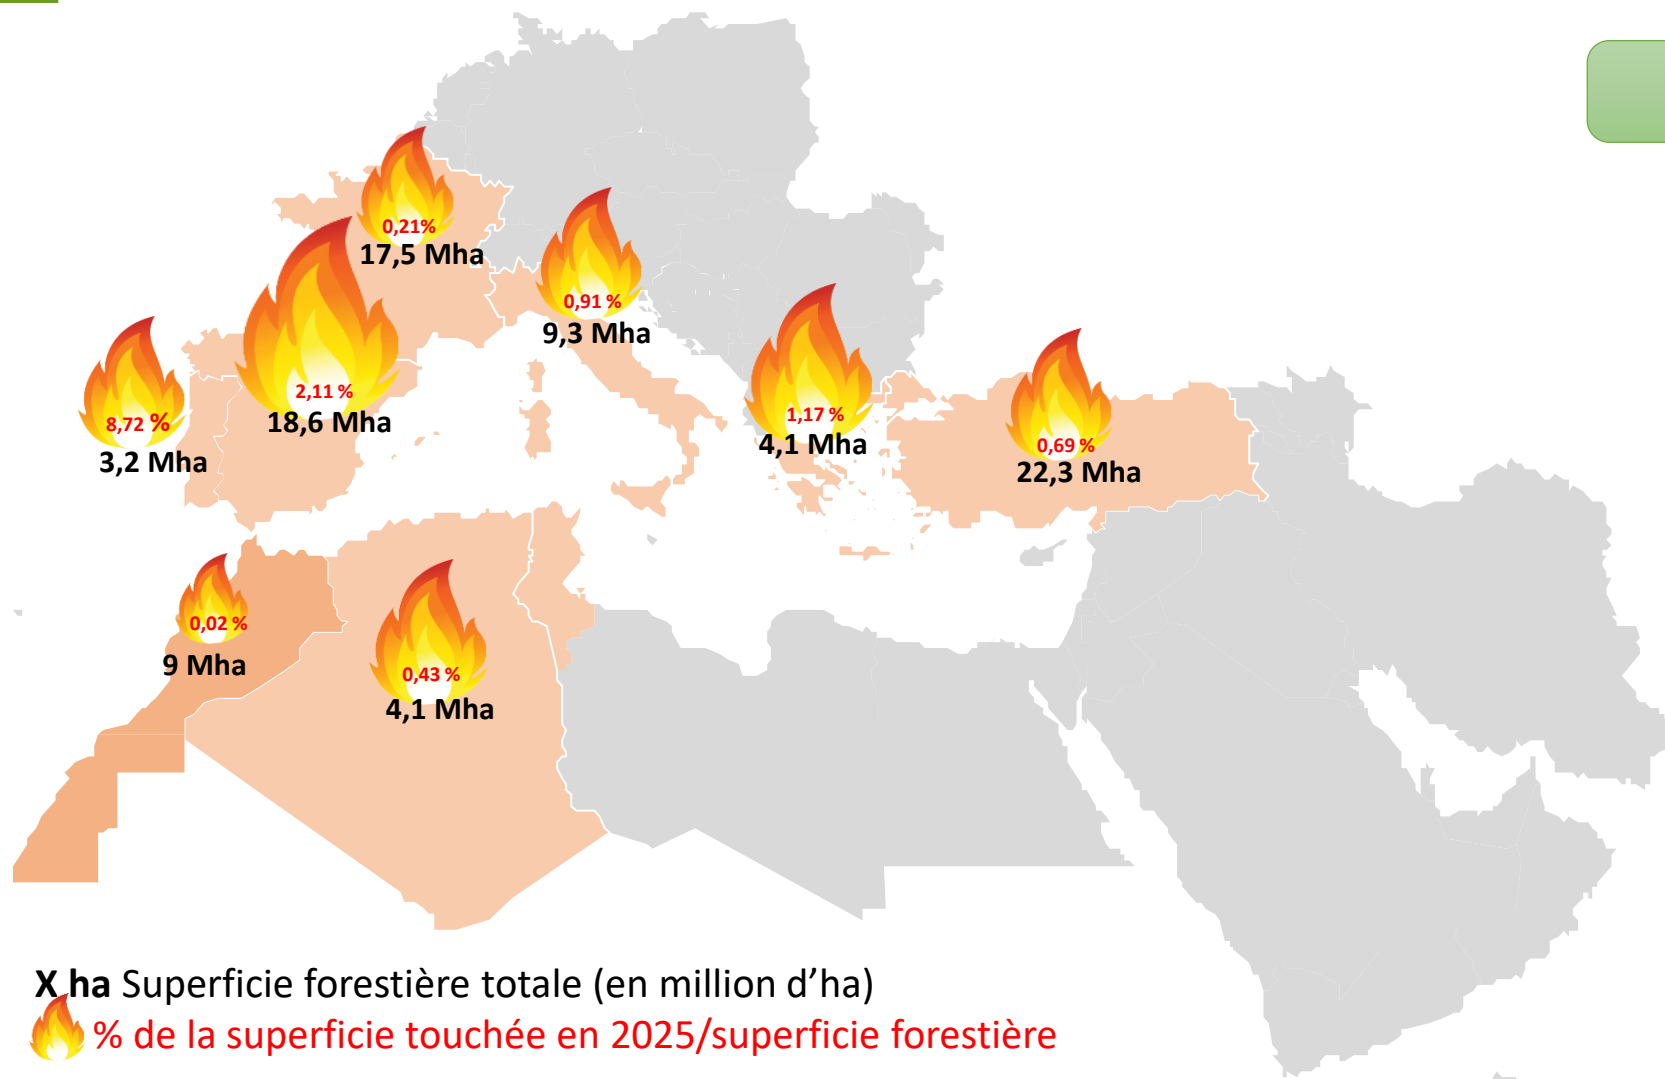 0,21%
17,5 Mha
0,91 %
9,3 Mha
2,11 %
18,6 Mha
8,72 %
3,2 Mha
1,17 %
4,1 Mha
0,69 %
22,3 Mha
0,02 %
9 Mha
0,43 %
4,1 Mha
X ha Superficie forestière totale (en million d’ha)
% de la superficie touchée en 2025/superficie forestière